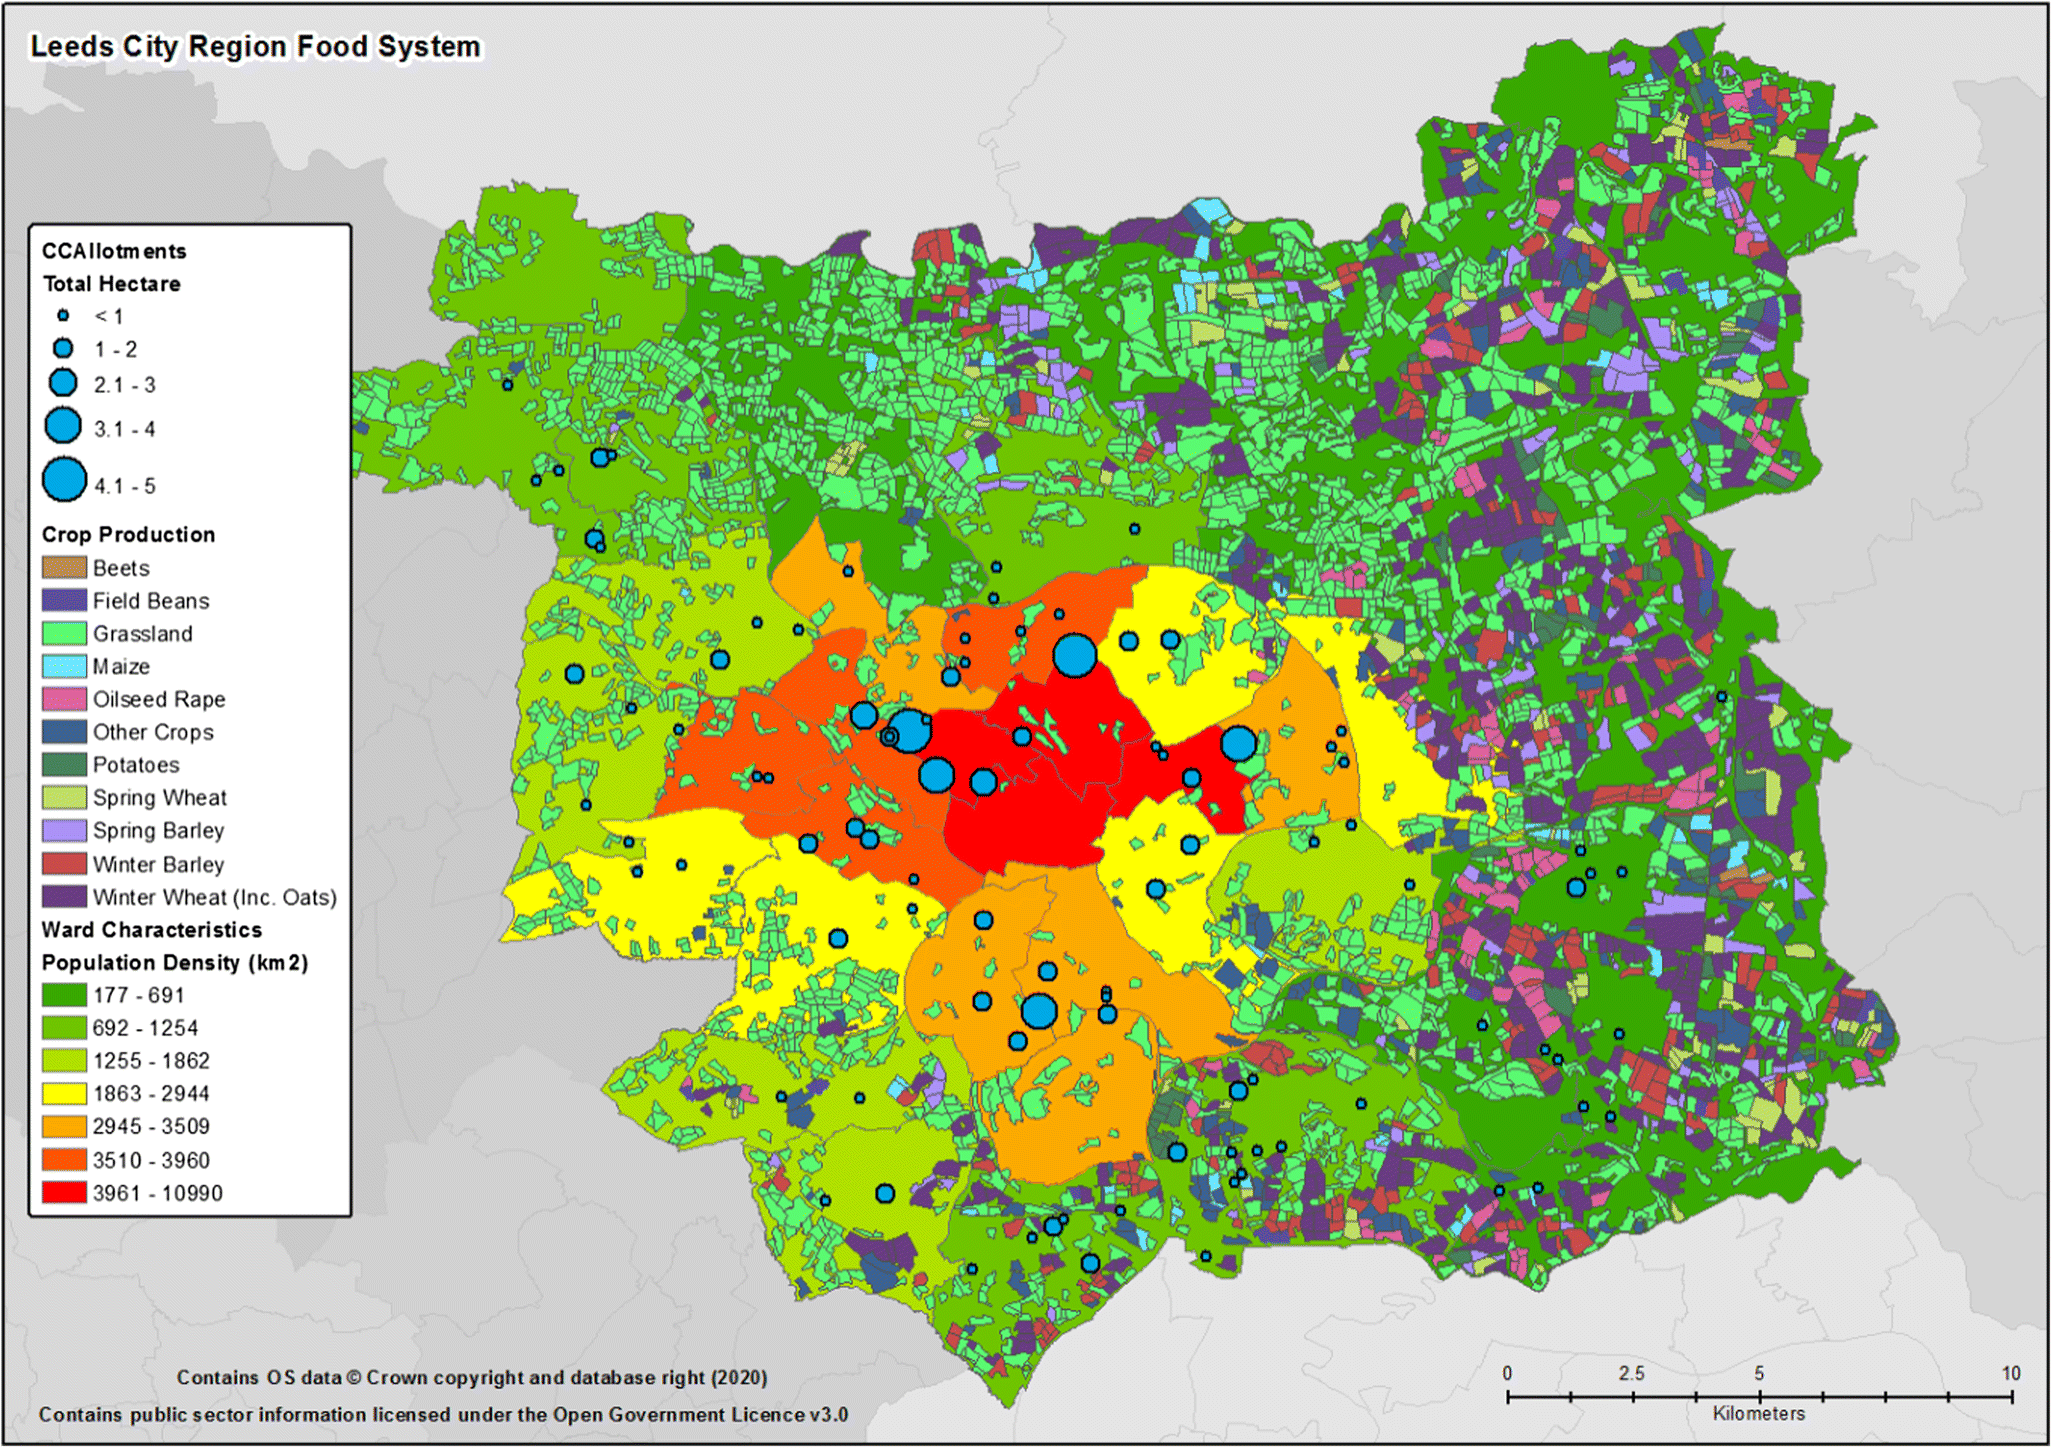 Leeds City Region Food System
CCAllotments
Total Hectare
< 1
1 - 2
2.1 - 3
3.1 - 4
4.1 - 5
Crop Production
Beets
Field Beans
Grassland
Maize
Oilseed Rape
Other Crops
Potatoes
Spring Wheat
Spring Barley
Winter Barley
Winter Wheat (Inc. Oats)
Ward Characteristics
Population Density (km2)
177 - 691
692 - 1254
1255 - 1862
1863 - 2944
2945 - 3509
3510 - 3960
3961 - 10990
Contains OS data © Crown copyright and database right (2020)
Contains public sector information licensed under the Open Government Licence v3.0
0 2.5 5 10
Kilometers